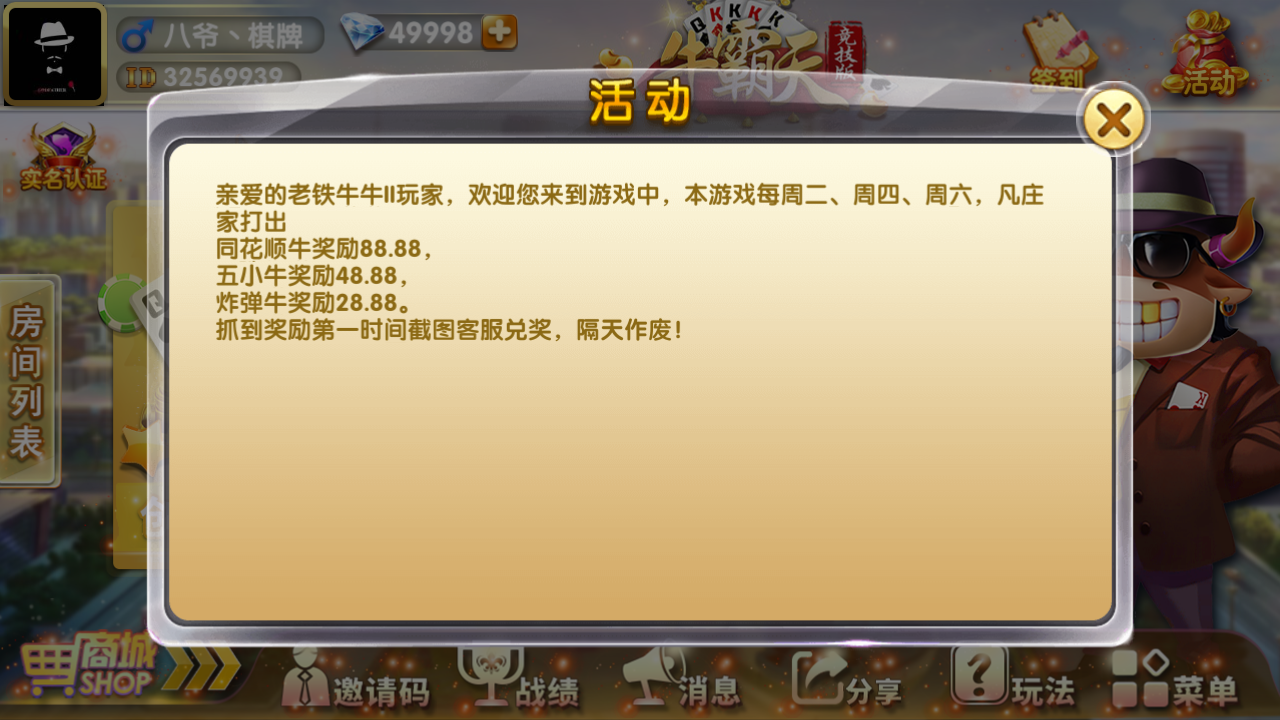 八爷、棋牌
49998
ID 32569939
牛霸天
竞技版
签到
活动
活动
实名认证
亲爱的老铁牛牛II玩家，欢迎您来到游戏中，本游戏每周二、周四、周六，凡庄
家打出
同花顺牛奖励88.88，
五小牛奖励48.88，
炸弹牛奖励28.88。
抓到奖励第一时间截图客服兑奖，隔天作废！
房间列表
商城
SHOP
邀请码
战绩
消息
分享
玩法
菜单